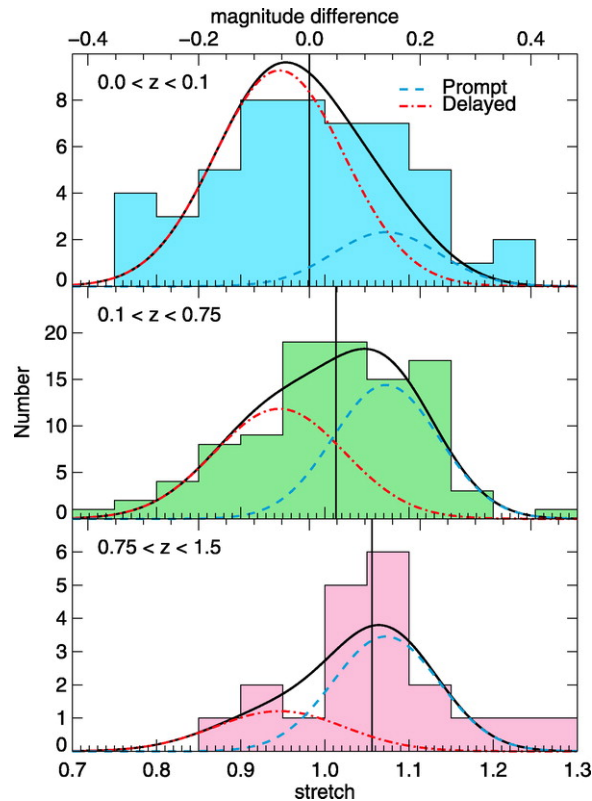 magnitude difference
−0.4 −0.2 0.0 0.2 0.4
0.0 < z < 0.1
Prompt
Delayed
8
6
4
2
0
0.1 < z < 0.75
20
15
10
5
0
Number
0.75 < z < 1.5
6
5
4
3
2
1
0
0.7 0.8 0.9 1.0 1.1 1.2 1.3
stretch